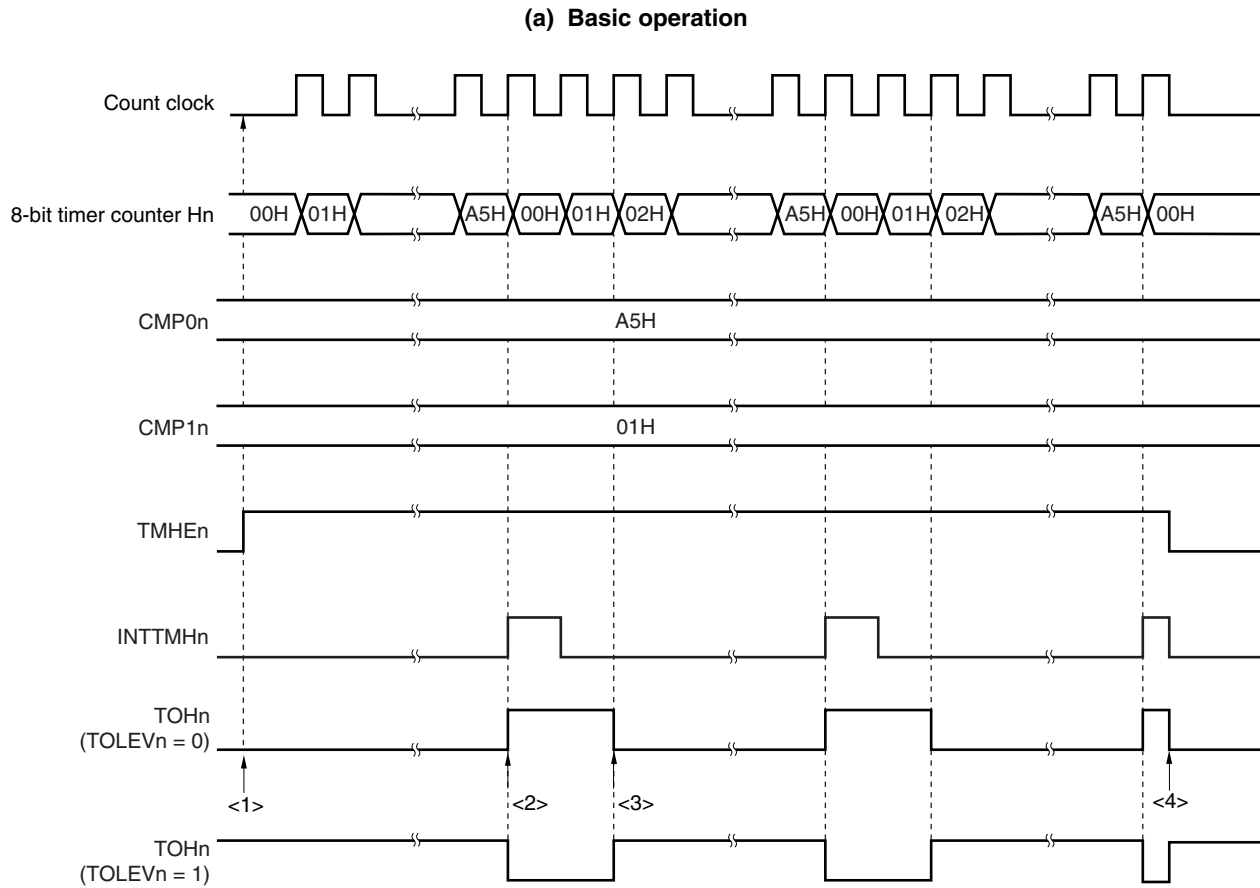 (a) Basic operation
Count clock
8-bit timer counter Hn
00H 01H A5H 00H 01H 02H A5H 00H 01H 02H A5H 00H
CMP0n
A5H
CMP1n
01H
TMHEn
INTTMHn
TOHn
(TOLEVn = 0)
<1> <2> <3> <4>
TOHn
(TOLEVn = 1)